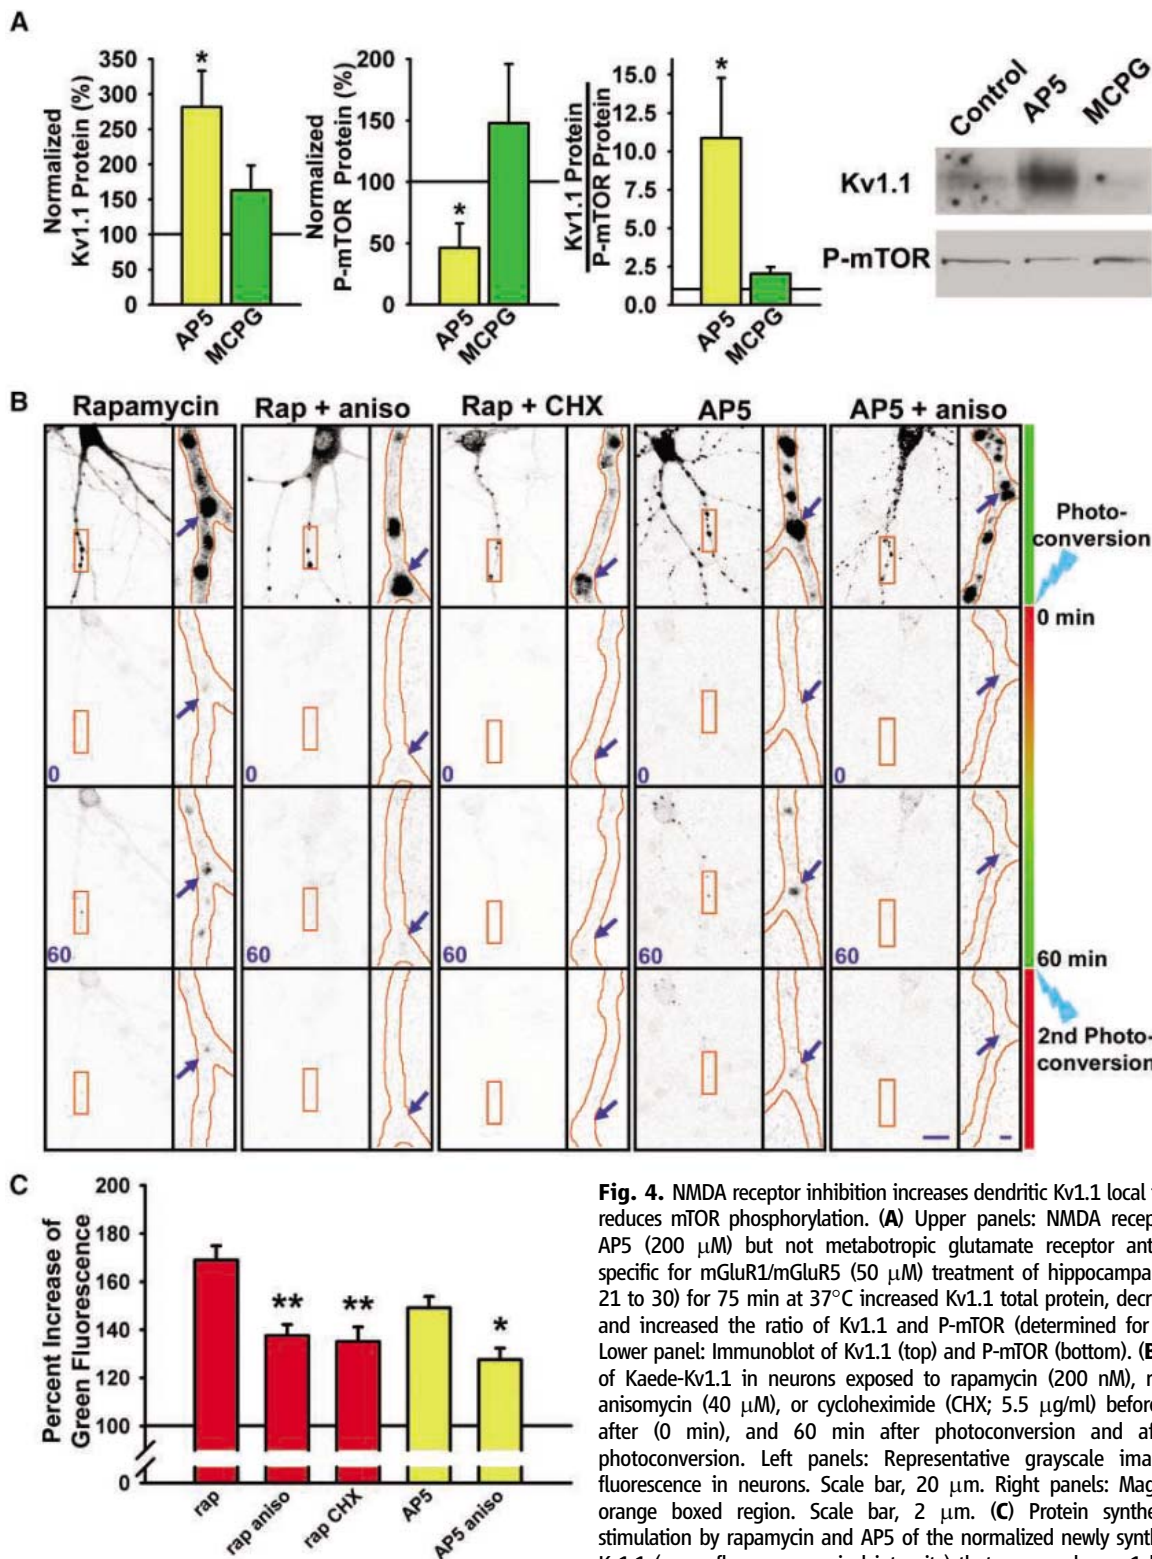 A
Normalized
Kv1.1 Protein (%)
350
300
250
200
150
100
50
0
*
AP5
MCPG
Normalized
P-mTOR Protein (%)
200
150
100
50
0
*
AP5
MCPG
Kv1.1 Protein
P-mTOR Protein
15.0
12.5
10.0
7.5
5.0
2.5
0.0
*
AP5
MCPG
Control
AP5
MCPG
Kv1.1
P-mTOR
B
Rapamycin
Rap + aniso
Rap + CHX
AP5
AP5 + aniso
Photo-
conversion
0 min
0
0
0
0
0
60
60
60
60
60
60 min
2nd Photo-
conversion
C
Percent Increase of
Green Fluorescence
200
180
160
140
120
100
0
**
**
*
rap
rap aniso
rap CHX
AP5
AP5 aniso
Fig. 4. NMDA receptor inhibition increases dendritic Kv1.1 local
reduces mTOR phosphorylation. (A) Upper panels: NMDA recep
AP5 (200 μM) but not metabotropic glutamate receptor ant
specific for mGluR1/mGluR5 (50 μM) treatment of hippocampa
21 to 30) for 75 min at 37°C increased Kv1.1 total protein, decr
and increased the ratio of Kv1.1 and P-mTOR (determined for
Lower panel: Immunoblot of Kv1.1 (top) and P-mTOR (bottom).
of Kaede-Kv1.1 in neurons exposed to rapamycin (200 nM), r
anisomycin (40 μM), or cycloheximide (CHX; 5.5 μg/ml) before
after (0 min), and 60 min after photoconversion and af
photoconversion. Left panels: Representative grayscale ima
fluorescence in neurons. Scale bar, 20 μm. Right panels: Mag
orange boxed region. Scale bar, 2 μm. (C) Protein synthe
stimulation by rapamycin and AP5 of the normalized newly synth